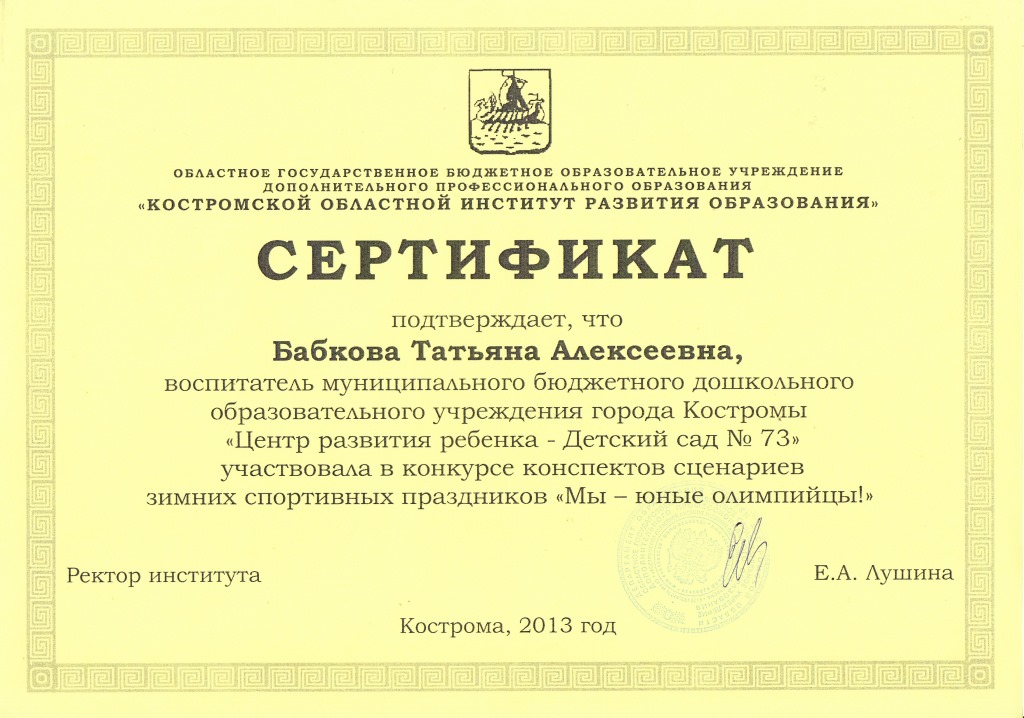 ОБЛАСТНОЕ ГОСУДАРСТВЕННОЕ БЮДЖЕТНОЕ ОБРАЗОВАТЕЛЬНОЕ УЧРЕЖДЕНИЕ
ДОПОЛНИТЕЛЬНОГО ПРОФЕССИОНАЛЬНОГО ОБРАЗОВАНИЯ
«КОСТРОМСКОЙ ОБЛАСТНОЙ ИНСТИТУТ РАЗВИТИЯ ОБРАЗОВАНИЯ»
СЕРТИФИКАТ
подтверждает, что
Бабкова Татьяна Алексеевна,
воспитатель муниципального бюджетного дошкольного
образовательного учреждения города Костромы
«Центр развития ребенка - Детский сад № 73»
участвовала в конкурсе конспектов сценариев
зимних спортивных праздников «Мы – юные олимпийцы!»
Ректор института
Е.А. Лушина
Кострома, 2013 год